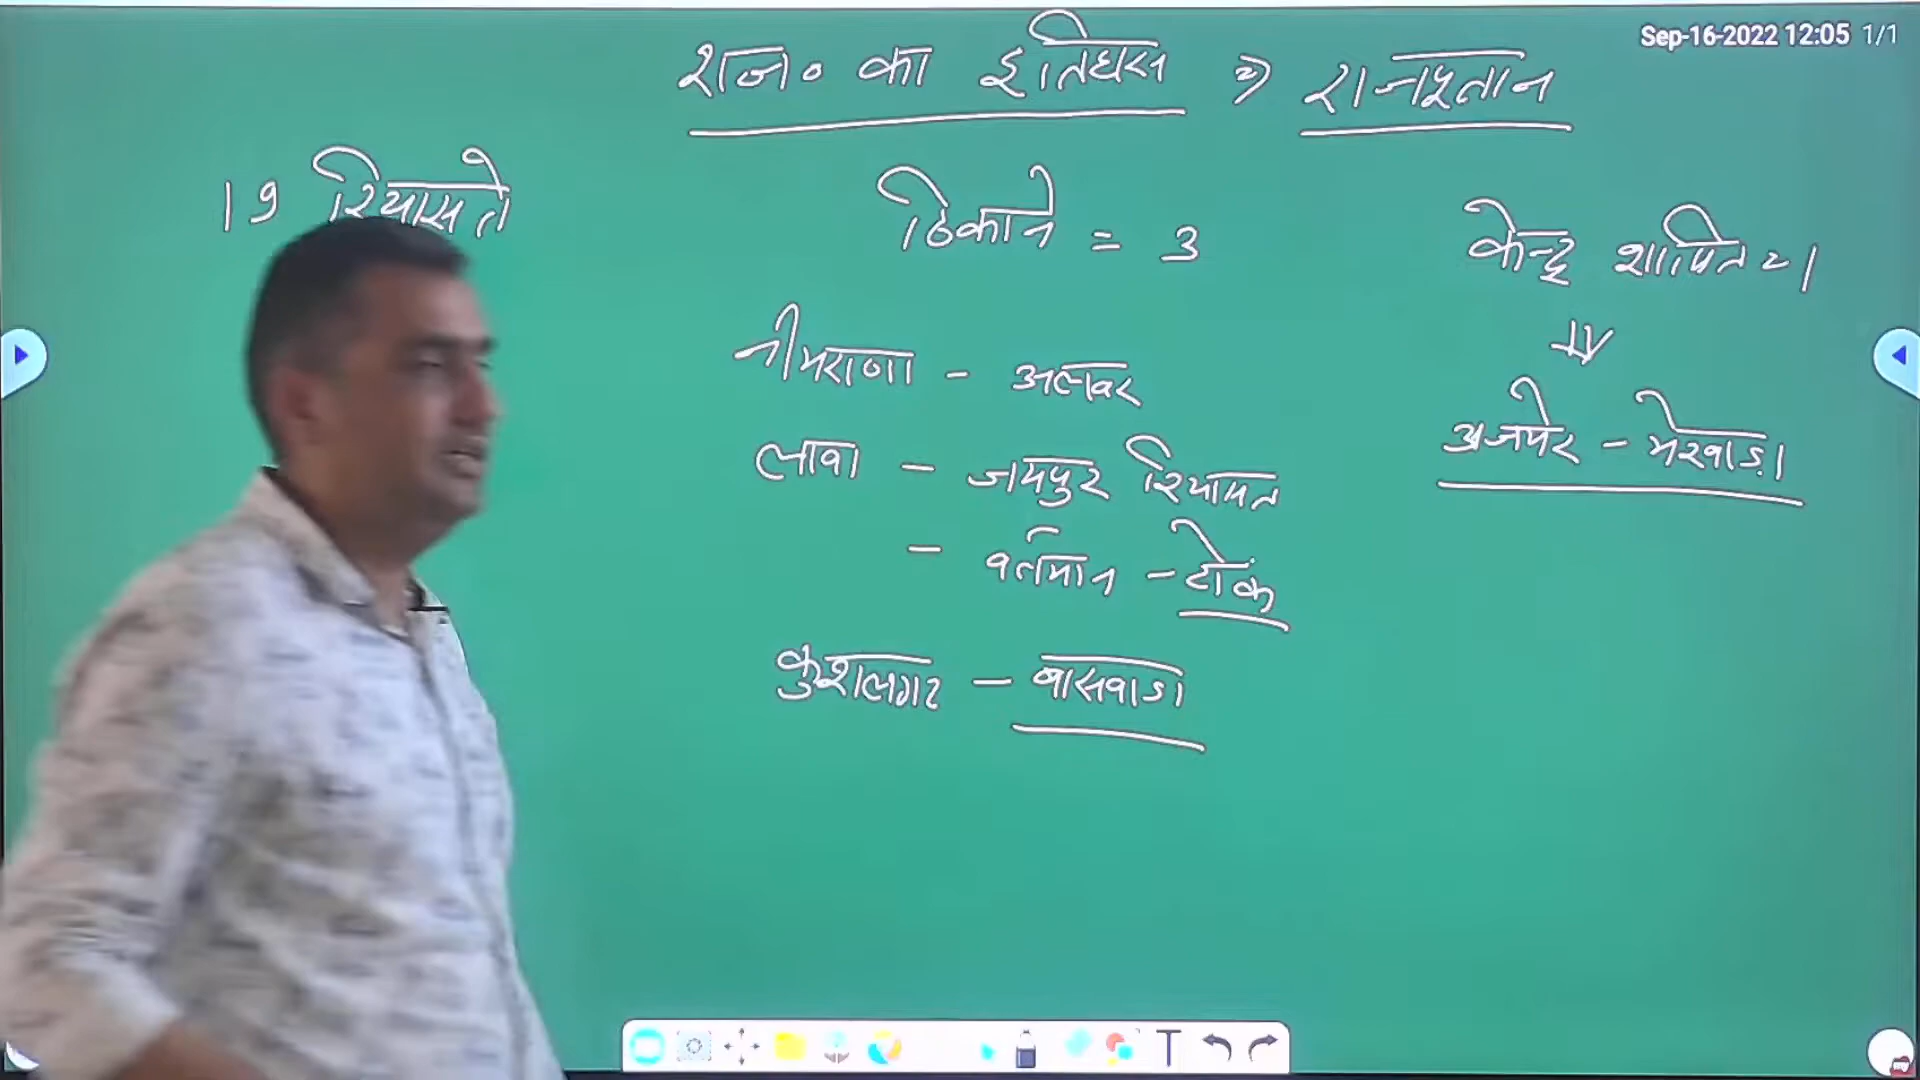 Sep-16-2022 12:05 1/1
राज० का इतिहास ⇒ राजपूतान
19 रियासते
ठिकाने = 3
केन्द्र शासित = 1
नीमराणा - अलवर
अजमेर - मेरवाड़ा
लावा - जयपुर रियासत
- वर्तमान - टोंक
कुशलगढ - बासवाडा